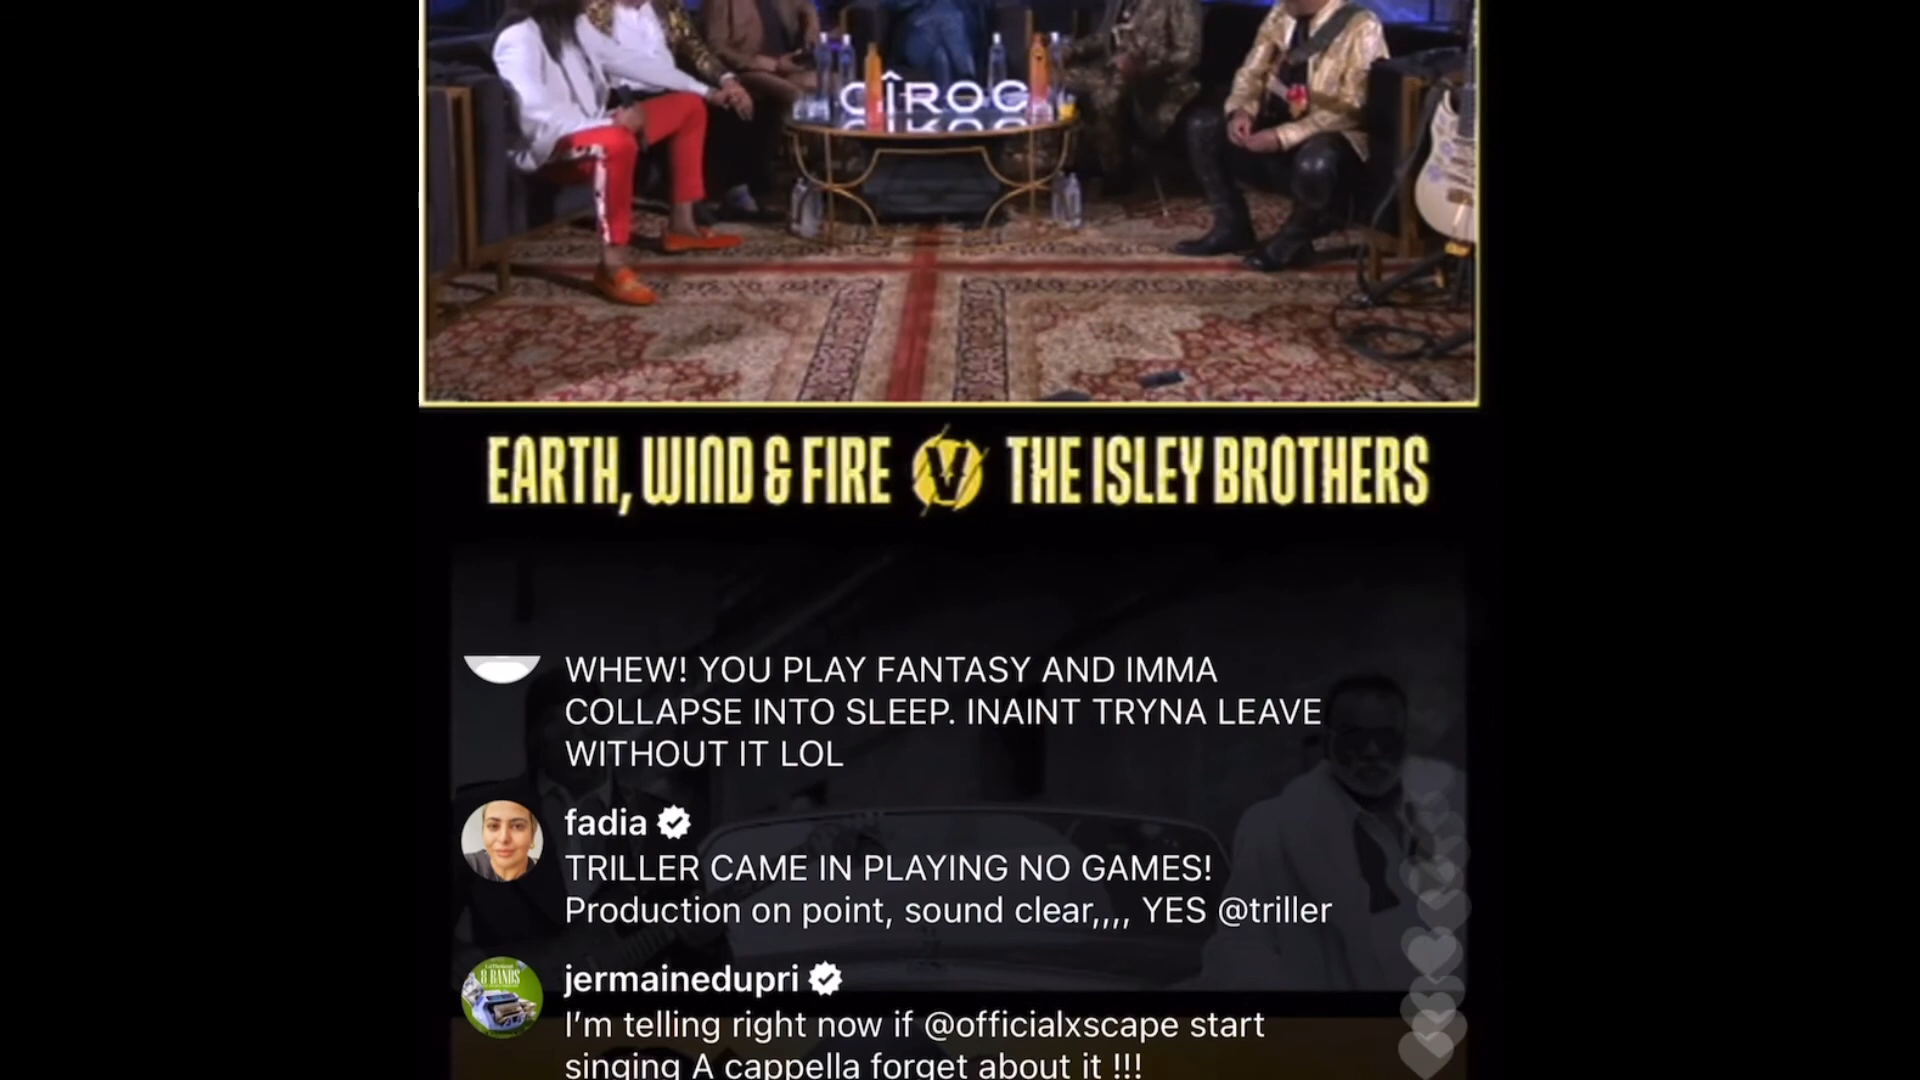 CÎROC
EARTH, WIND & FIRE V THE ISLEY BROTHERS
WHEW! YOU PLAY FANTASY AND IMMA
COLLAPSE INTO SLEEP. INAINT TRYNA LEAVE
WITHOUT IT LOL
fadia
TRILLER CAME IN PLAYING NO GAMES!
Production on point, sound clear,,,, YES @triller
8 BANDS
jermainedupri
I'm telling right now if @officialxscape start
singing A cappella forget about it !!!